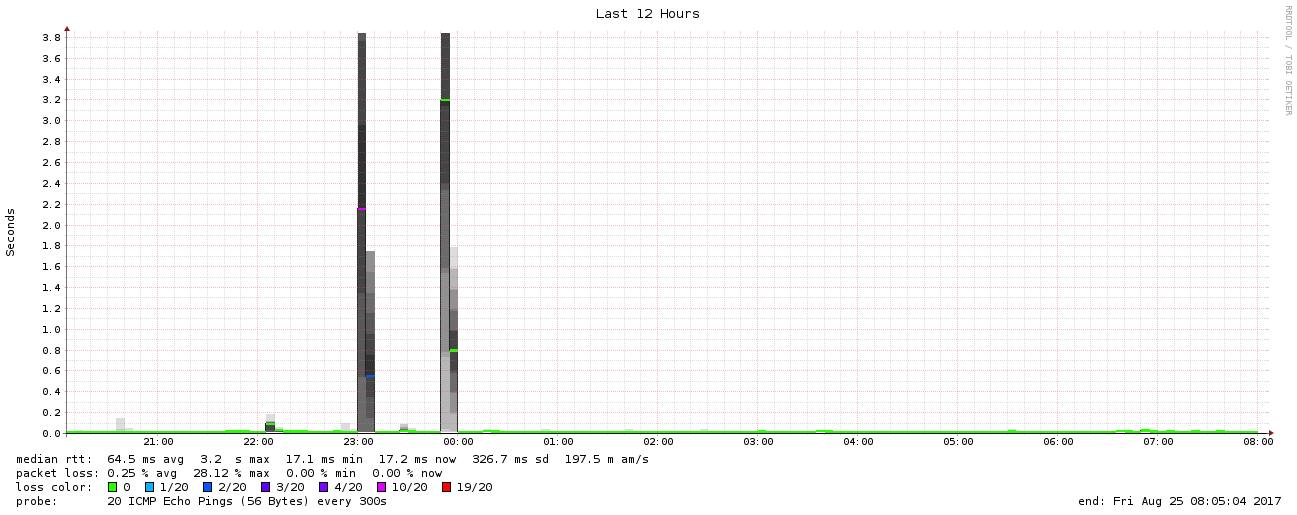 Last 12 Hours
RRDTOOL / TOBI OETIKER
Seconds
3.8
3.6
3.4
3.2
3.0
2.8
2.6
2.4
2.2
2.0
1.8
1.6
1.4
1.2
1.0
0.8
0.6
0.4
0.2
0.0
21:00 22:00 23:00 00:00 01:00 02:00 03:00 04:00 05:00 06:00 07:00 08:00
median rtt: 64.5 ms avg 3.2 s max 17.1 ms min 17.2 ms now 326.7 ms sd 197.5 m am/s
packet loss: 0.25 % avg 28.12 % max 0.00 % min 0.00 % now
loss color: 0 1/20 2/20 3/20 4/20 10/20 19/20
probe: 20 ICMP Echo Pings (56 Bytes) every 300s end: Fri Aug 25 08:05:04 2017